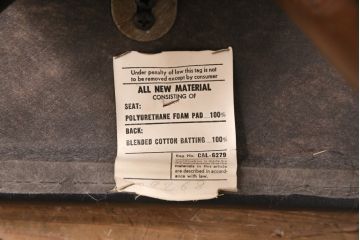 Under penalty of law this tag is not
to be removed except by consumer
ALL NEW MATERIAL
CONSISTING OF
SEAT:
POLYURETHANE FOAM PAD 100%
BACK:
BLENDED COTTON BATTING 100%
Reg. No. CAL-6279
materials in this article
are described in accord-
ance with law.